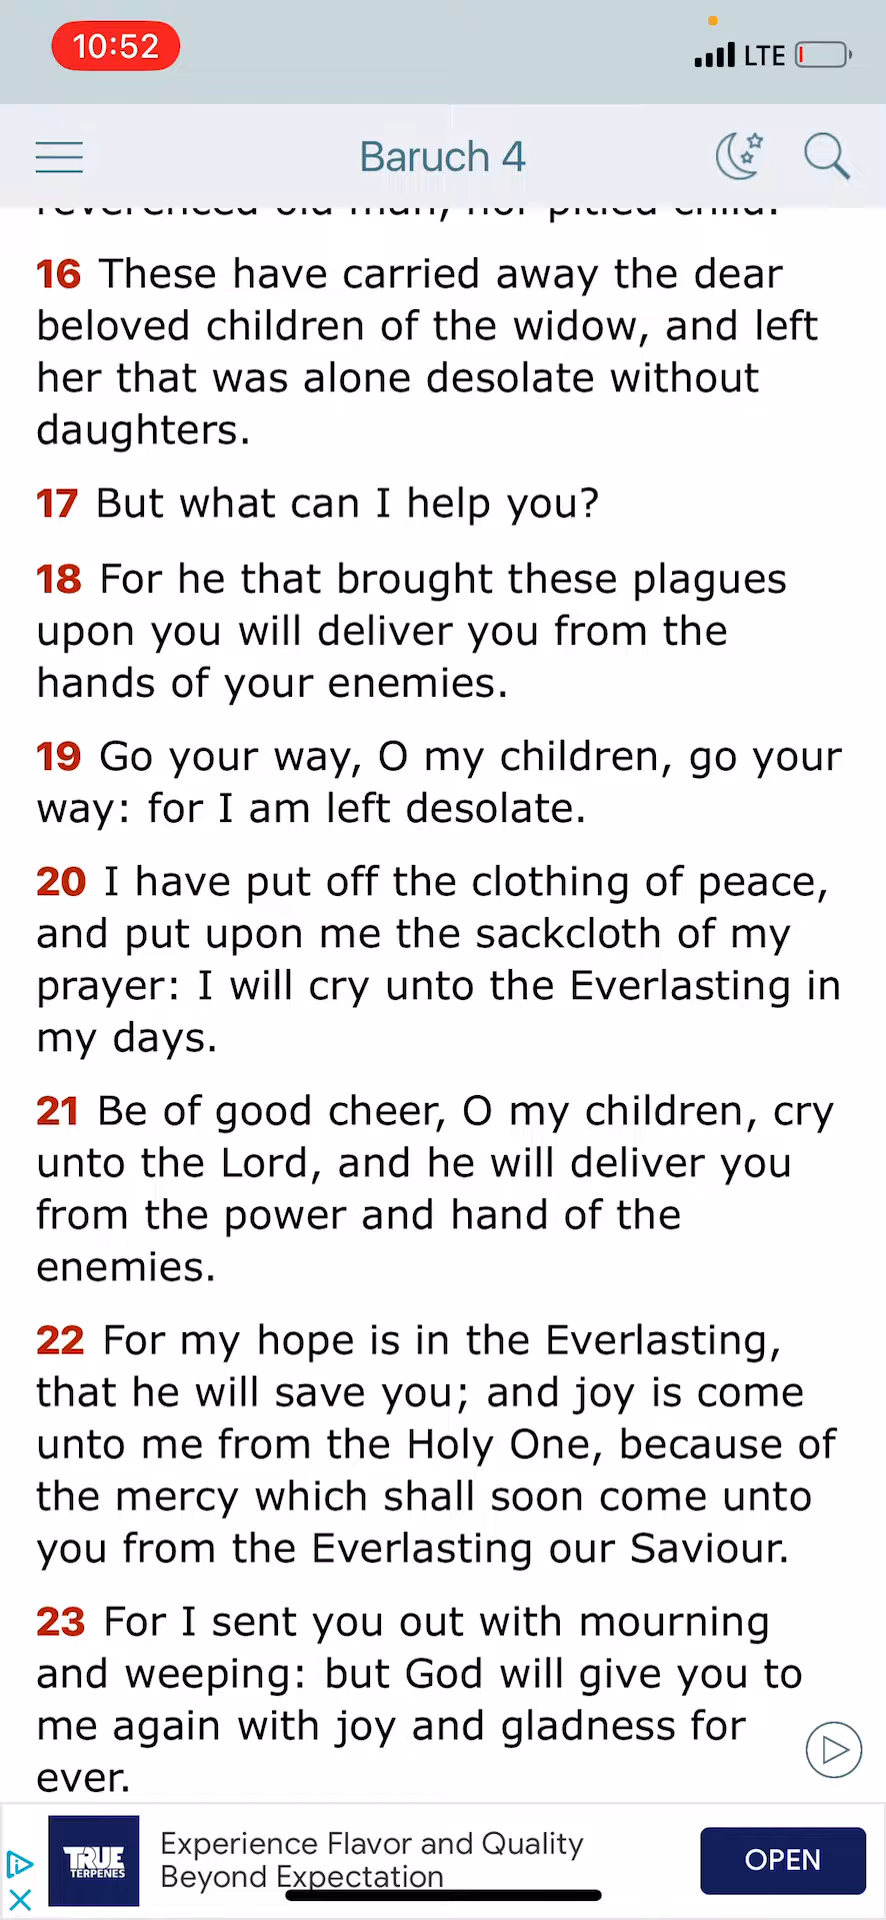 10:52
LTE
Baruch 4
reverenced old man, nor pitied child.
16 These have carried away the dear
beloved children of the widow, and left
her that was alone desolate without
daughters.
17 But what can I help you?
18 For he that brought these plagues
upon you will deliver you from the
hands of your enemies.
19 Go your way, O my children, go your
way: for I am left desolate.
20 I have put off the clothing of peace,
and put upon me the sackcloth of my
prayer: I will cry unto the Everlasting in
my days.
21 Be of good cheer, O my children, cry
unto the Lord, and he will deliver you
from the power and hand of the
enemies.
22 For my hope is in the Everlasting,
that he will save you; and joy is come
unto me from the Holy One, because of
the mercy which shall soon come unto
you from the Everlasting our Saviour.
23 For I sent you out with mourning
and weeping: but God will give you to
me again with joy and gladness for
ever.
TRUE
TERPENES
Experience Flavor and Quality
Beyond Expectation
OPEN